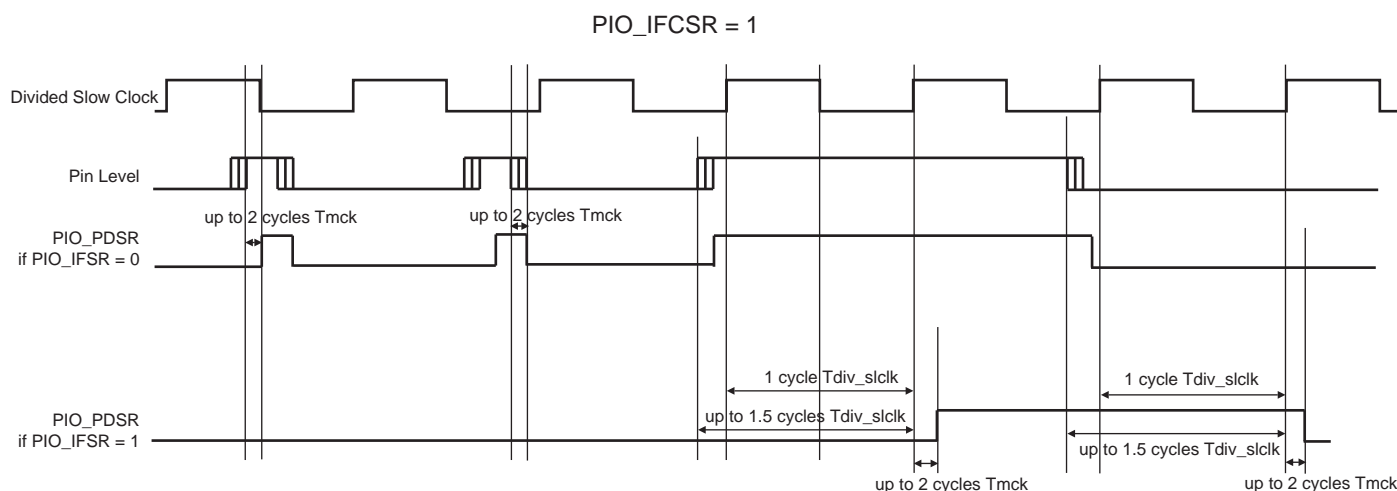 PIO_IFCSR = 1
Divided Slow Clock
Pin Level
up to 2 cycles Tmck
up to 2 cycles Tmck
PIO_PDSR
if PIO_IFSR = 0
1 cycle Tdiv_slclk
1 cycle Tdiv_slclk
up to 1.5 cycles Tdiv_slclk
PIO_PDSR
if PIO_IFSR = 1
up to 1.5 cycles Tdiv_slclk
up to 2 cycles Tmck
up to 2 cycles Tmck